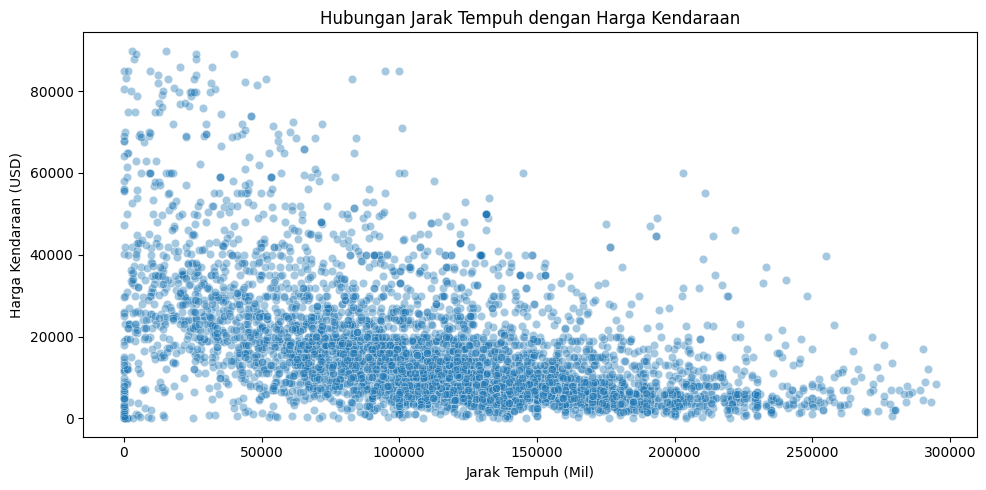 Hubungan Jarak Tempuh dengan Harga Kendaraan
Harga Kendaraan (USD)
80000
60000
40000
20000
0
0 50000 100000 150000 200000 250000 300000
Jarak Tempuh (Mil)